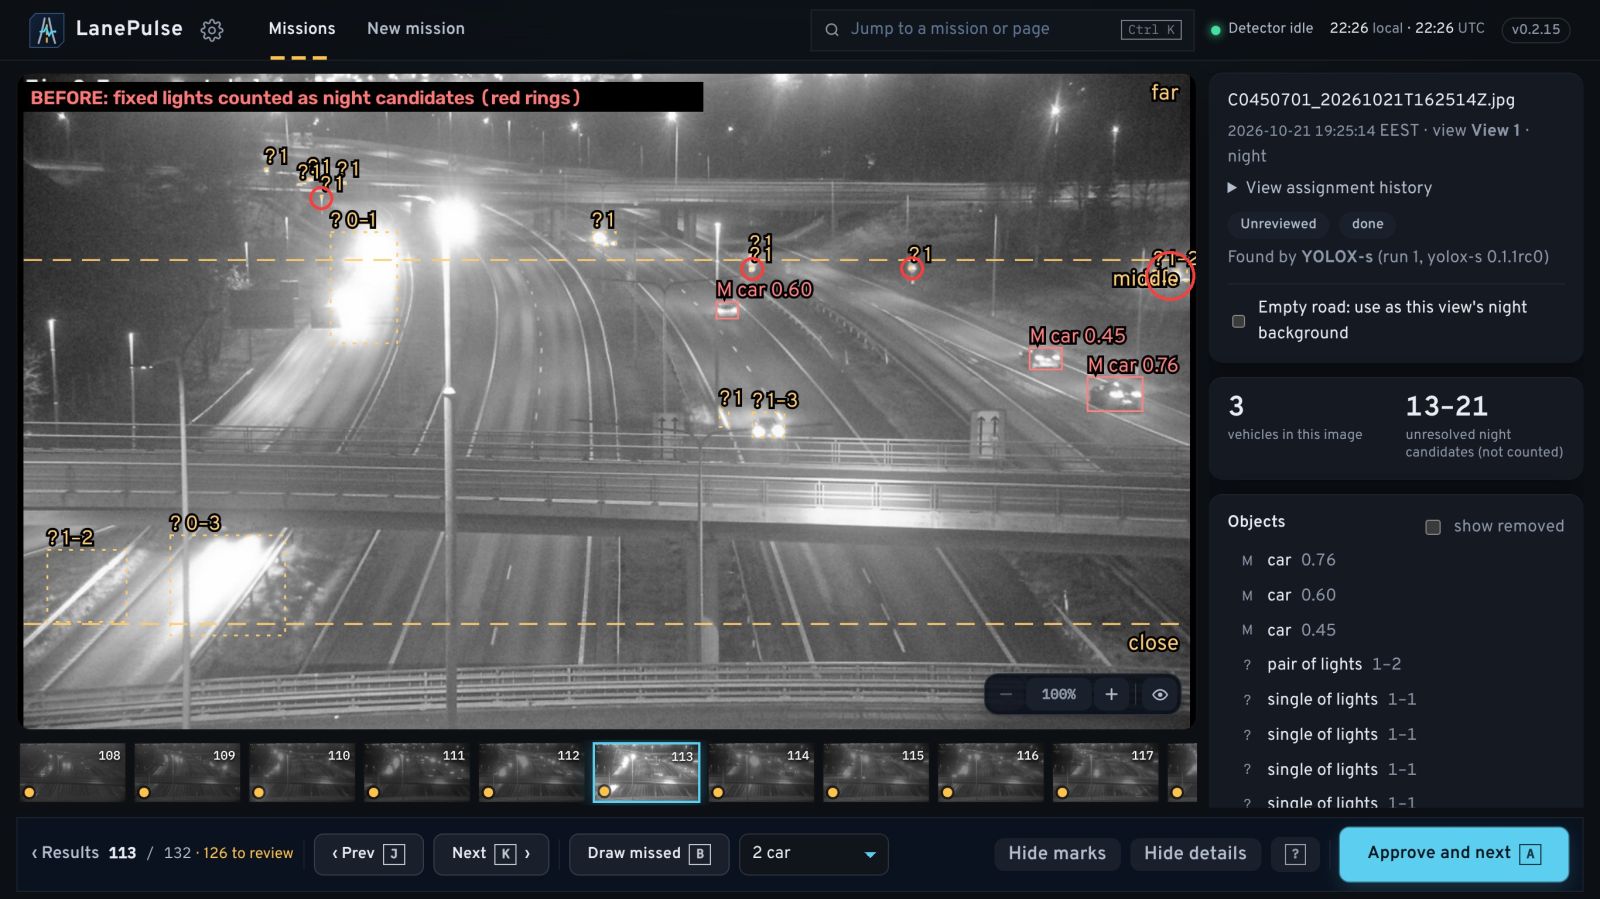 LanePulse
Missions
New mission
Jump to a mission or page
Ctrl K
Detector idle
22:26 local · 22:26 UTC
v0.2.15
BEFORE: fixed lights counted as night candidates (red rings)
far
?1
?1
?1
?1
?0-1
?1
?1
?1
?1
middle
M car 0.60
M car 0.45
M car 0.76
?1
?1-3
?1-2
?0-3
close
100%
C0450701_20261021T162514Z.jpg
2026-10-21 19:25:14 EEST · view View 1 ·
night
View assignment history
Unreviewed
done
Found by YOLOX-s (run 1, yolox-s 0.1.1rc0)
Empty road: use as this view's night
background
3
vehicles in this image
13–21
unresolved night
candidates (not counted)
Objects
show removed
M car 0.76
M car 0.60
M car 0.45
? pair of lights 1–2
? single of lights 1–1
? single of lights 1–1
? single of lights 1–1
? single of lights 1–1
108
109
110
111
112
113
114
115
116
117
‹ Results 113 / 132 · 126 to review
‹ Prev J
Next K ›
Draw missed B
2 car
Hide marks
Hide details
?
Approve and next A